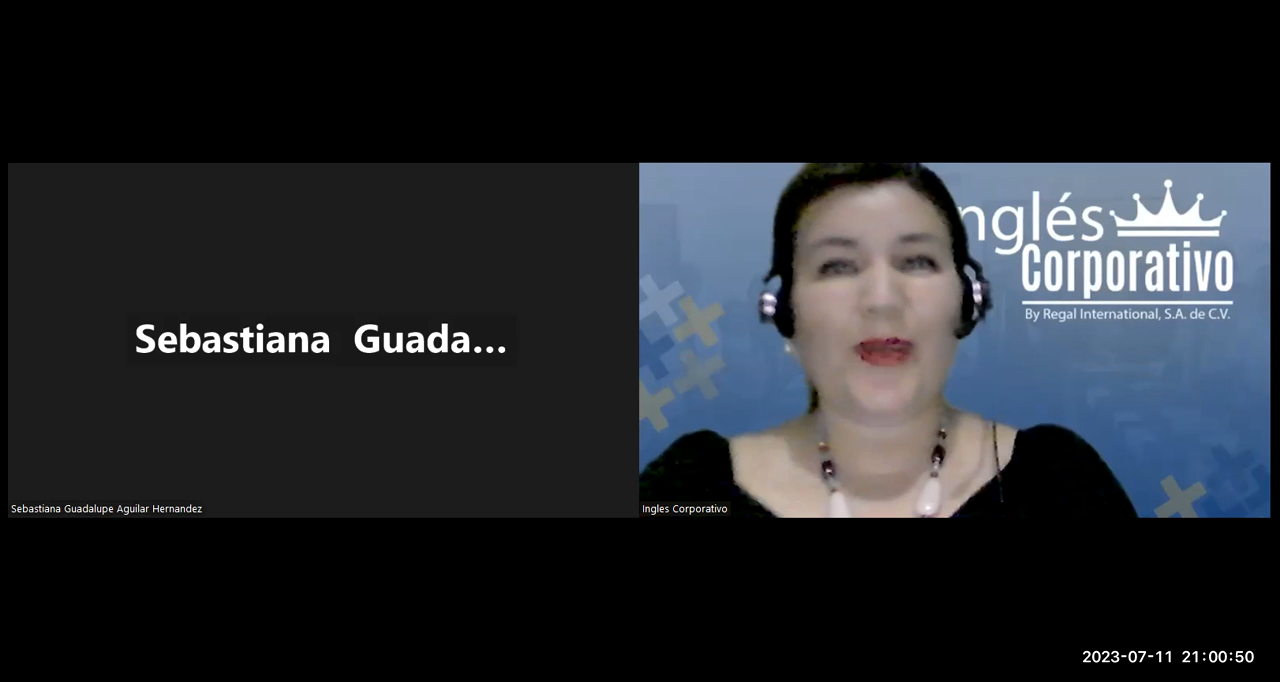 Sebastiana Guada...
Sebastiana Guadalupe Aguilar Hernandez
nglés
Corporativo
By Regal International, S.A. de C.V.
Ingles Corporativo
2023-07-11 21:00:50